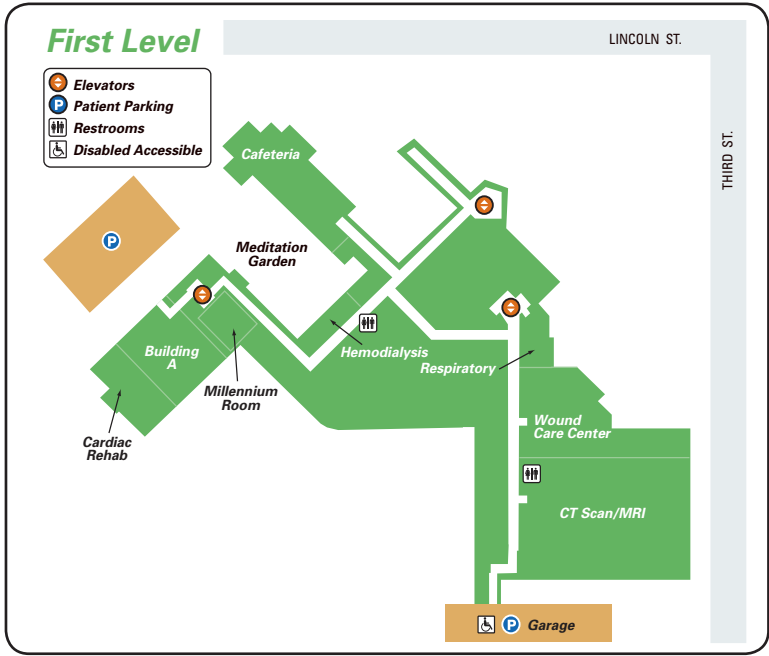 First Level
LINCOLN ST.
THIRD ST.
Elevators
P Patient Parking
Restrooms
Disabled Accessible
Cafeteria
P
Meditation
Garden
Building
A
Hemodialysis
Respiratory
Millennium
Room
Cardiac
Rehab
Wound
Care Center
CT Scan/MRI
P Garage